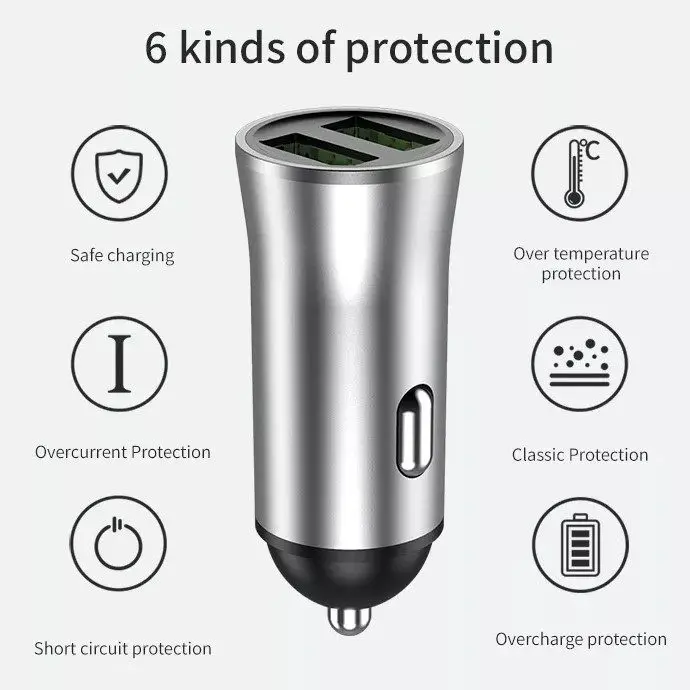 6 kinds of protection
°C
Safe charging
Over temperature
protection
I
Overcurrent Protection
Classic Protection
Short circuit protection
Overcharge protection